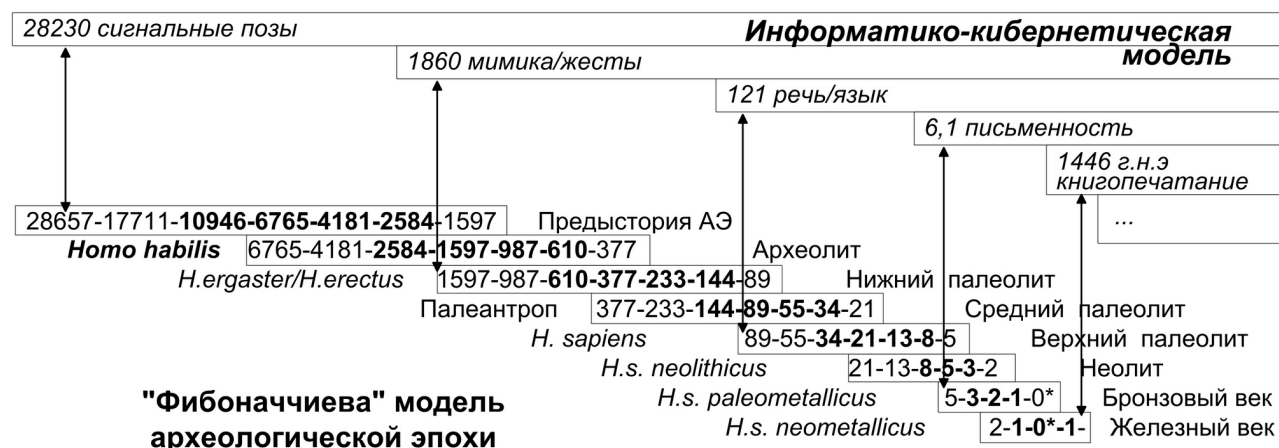 28230 сигнальные позы
Информатико-кибернетическая
модель
1860 мимика/жесты
121 речь/язык
6,1 письменность
1446 г.н.э
книгопечатание
...
28657-17711-10946-6765-4181-2584-1597 Предыстория АЭ
Homo habilis 6765-4181-2584-1597-987-610-377 Археолит
H.ergaster/H.erectus 1597-987-610-377-233-144-89 Нижний палеолит
Палеантроп 377-233-144-89-55-34-21 Средний палеолит
H. sapiens 89-55-34-21-13-8-5 Верхний палеолит
H.s. neolithicus 21-13-8-5-3-2 Неолит
H.s. paleometallicus 5-3-2-1-0* Бронзовый век
H.s. neometallicus 2-1-0*-1- Железный век
"Фибоначчиева" модель
археологической эпохи